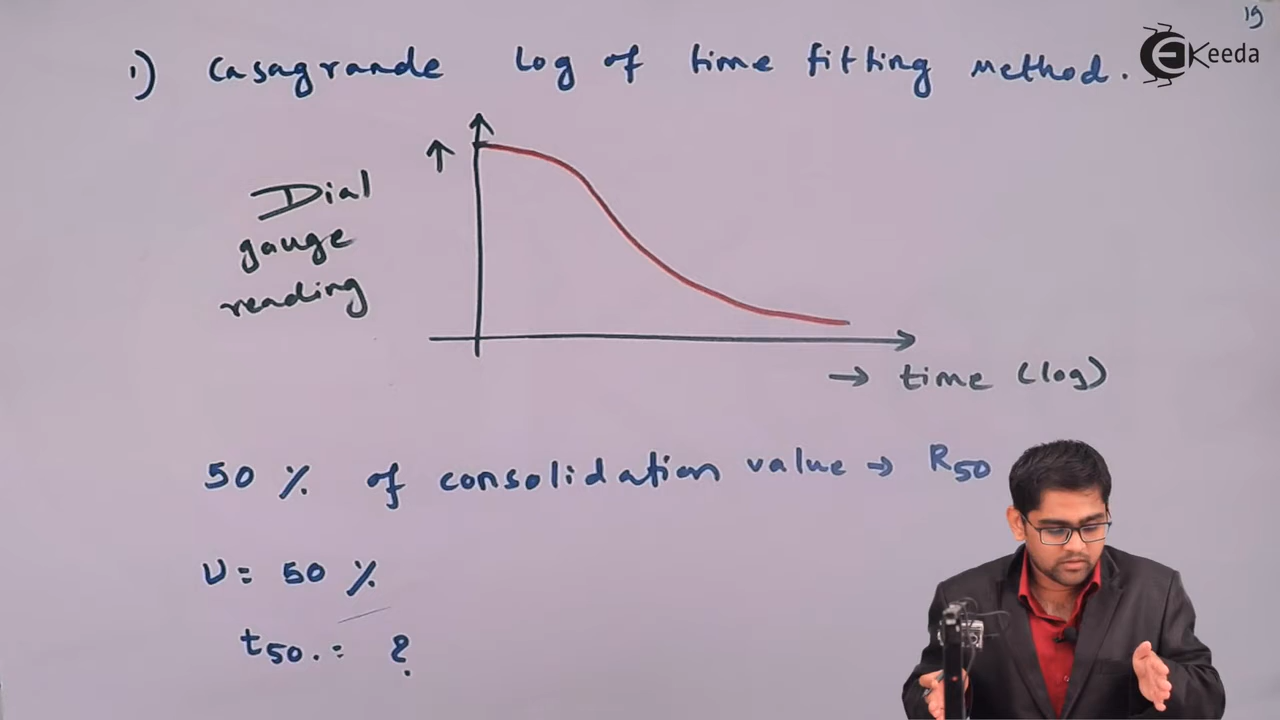 19
EKeeda
1) Casagrande log of time fitting method.
Dial
gauge
reading
time (log)
50 % of consolidation value → R50
U = 50 %
t50. = ?